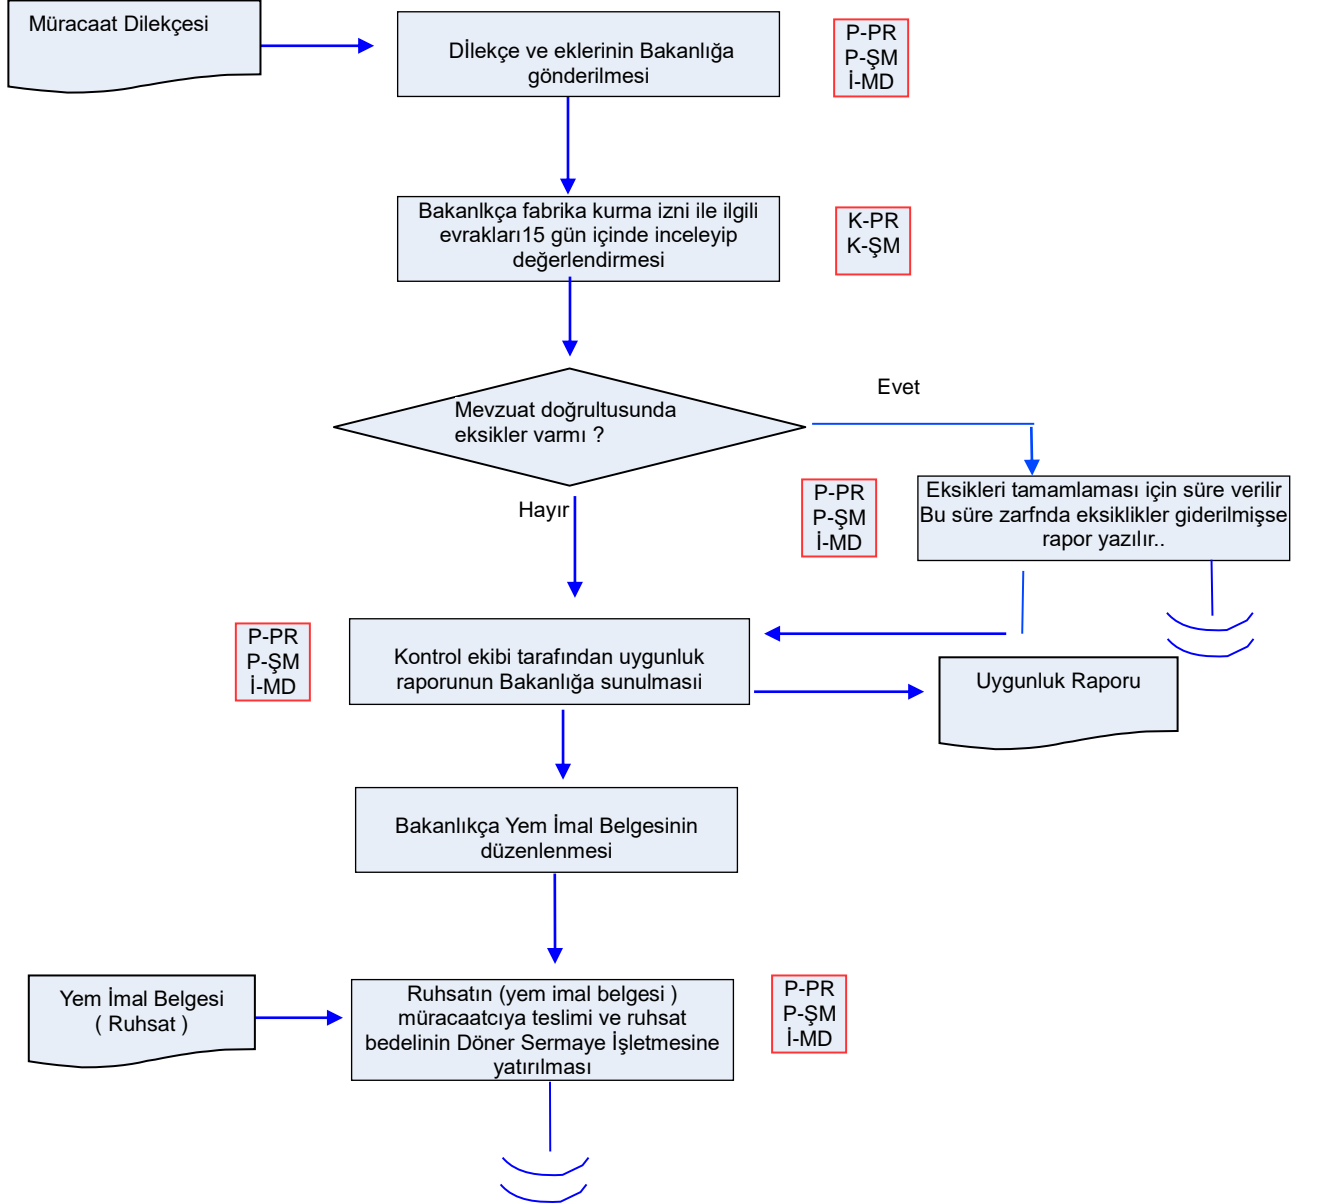 Müracaat Dilekçesi
Dİlekçe ve eklerinin Bakanlığa
gönderilmesi
P-PR
P-ŞM
İ-MD
Bakanlkça fabrika kurma izni ile ilgili
evrakları15 gün içinde inceleyip
değerlendirmesi
K-PR
K-ŞM
Mevzuat doğrultusunda
eksikler varmı ?
Evet
Hayır
P-PR
P-ŞM
İ-MD
Eksikleri tamamlaması için süre verilir
Bu süre zarfnda eksiklikler giderilmişse
rapor yazılır..
P-PR
P-ŞM
İ-MD
Kontrol ekibi tarafından uygunluk
raporunun Bakanlığa sunulmasıi
Uygunluk Raporu
Bakanlıkça Yem İmal Belgesinin
düzenlenmesi
Yem İmal Belgesi
( Ruhsat )
Ruhsatın (yem imal belgesi )
müracaatcıya teslimi ve ruhsat
bedelinin Döner Sermaye İşletmesine
yatırılması
P-PR
P-ŞM
İ-MD